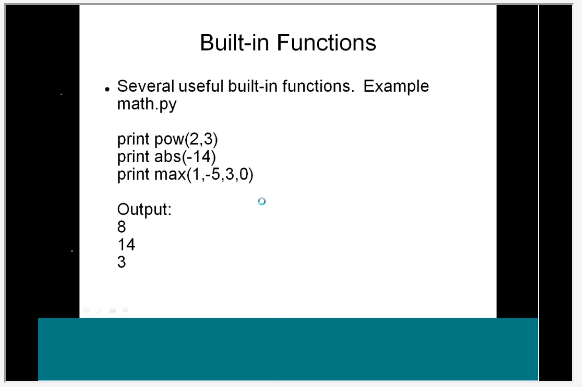 Built-in Functions
• Several useful built-in functions.  Example
math.py
print pow(2,3)
print abs(-14)
print max(1,-5,3,0)
Output:
8
14
3